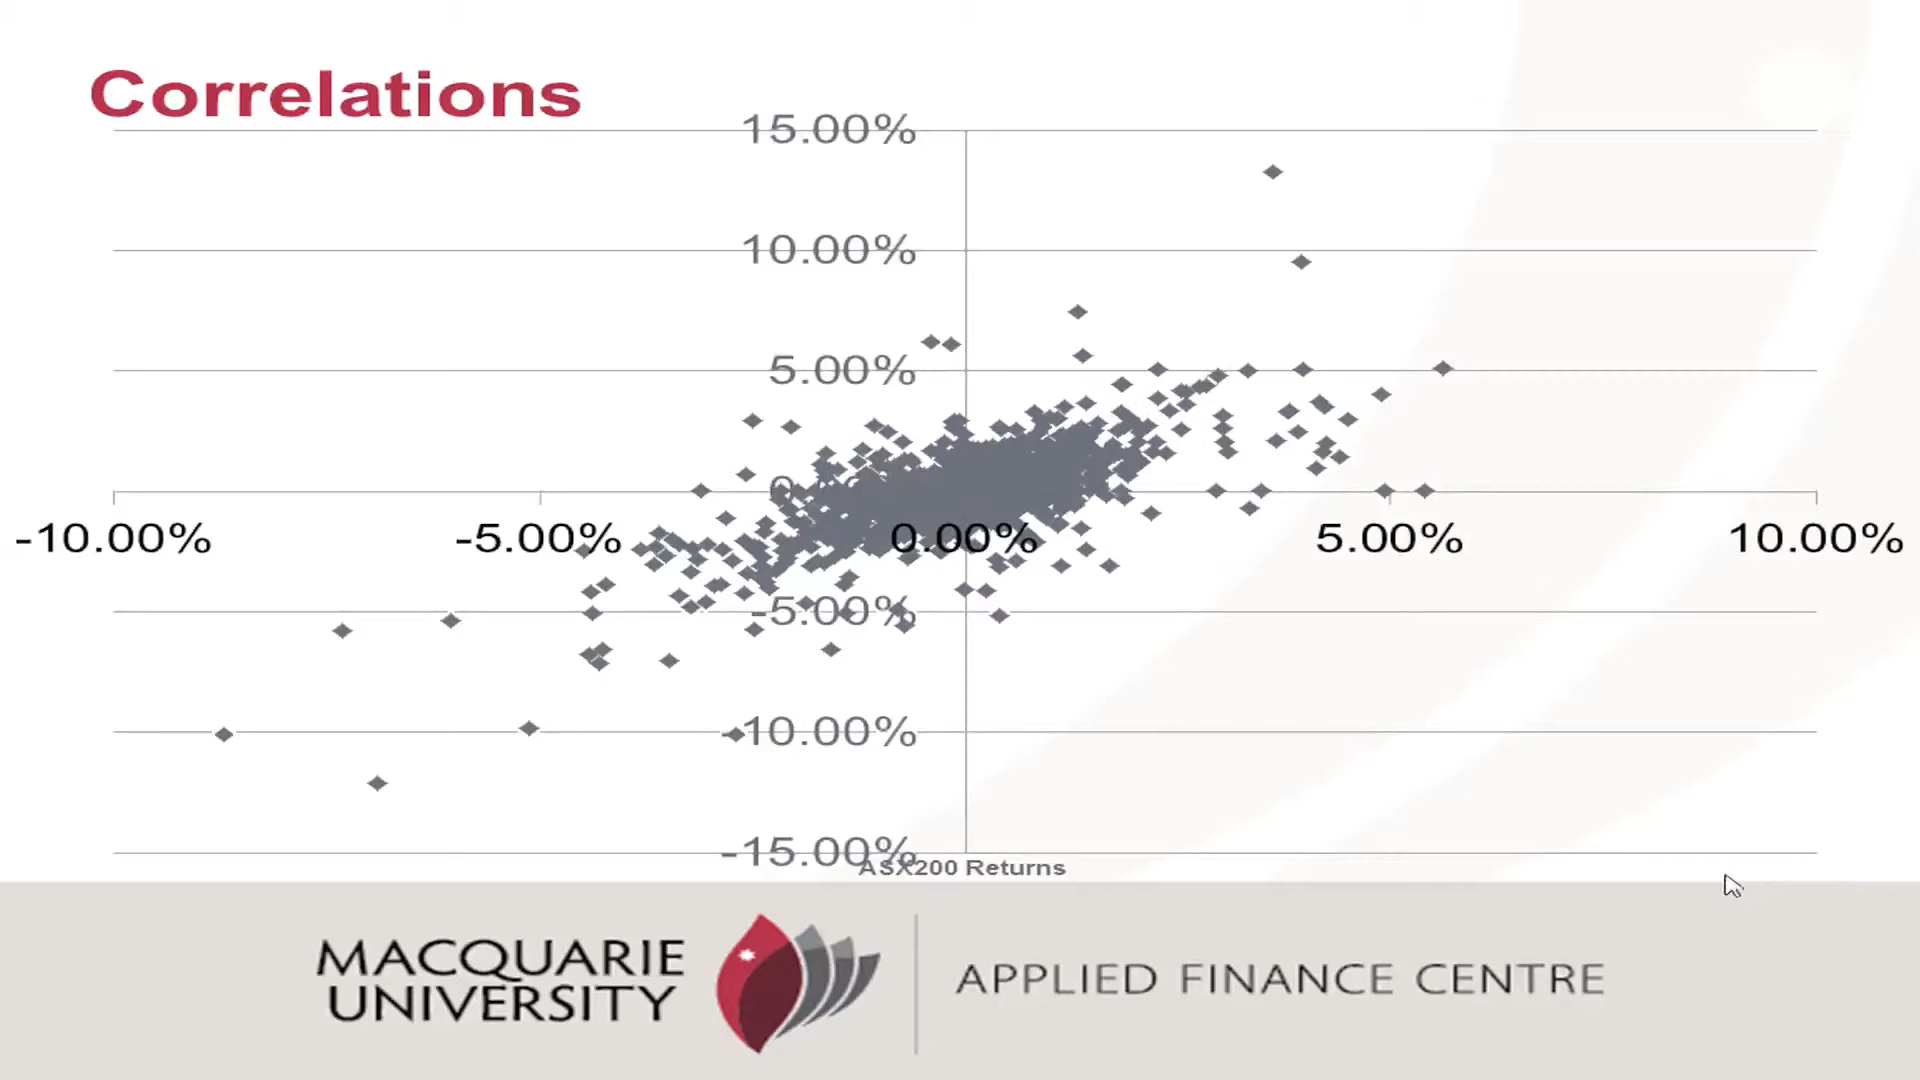 Correlations
15.00%
10.00%
5.00%
-10.00%
-5.00%
0.00%
5.00%
10.00%
-5.00%
-10.00%
-15.00%
ASX200 Returns
MACQUARIE
UNIVERSITY
APPLIED FINANCE CENTRE